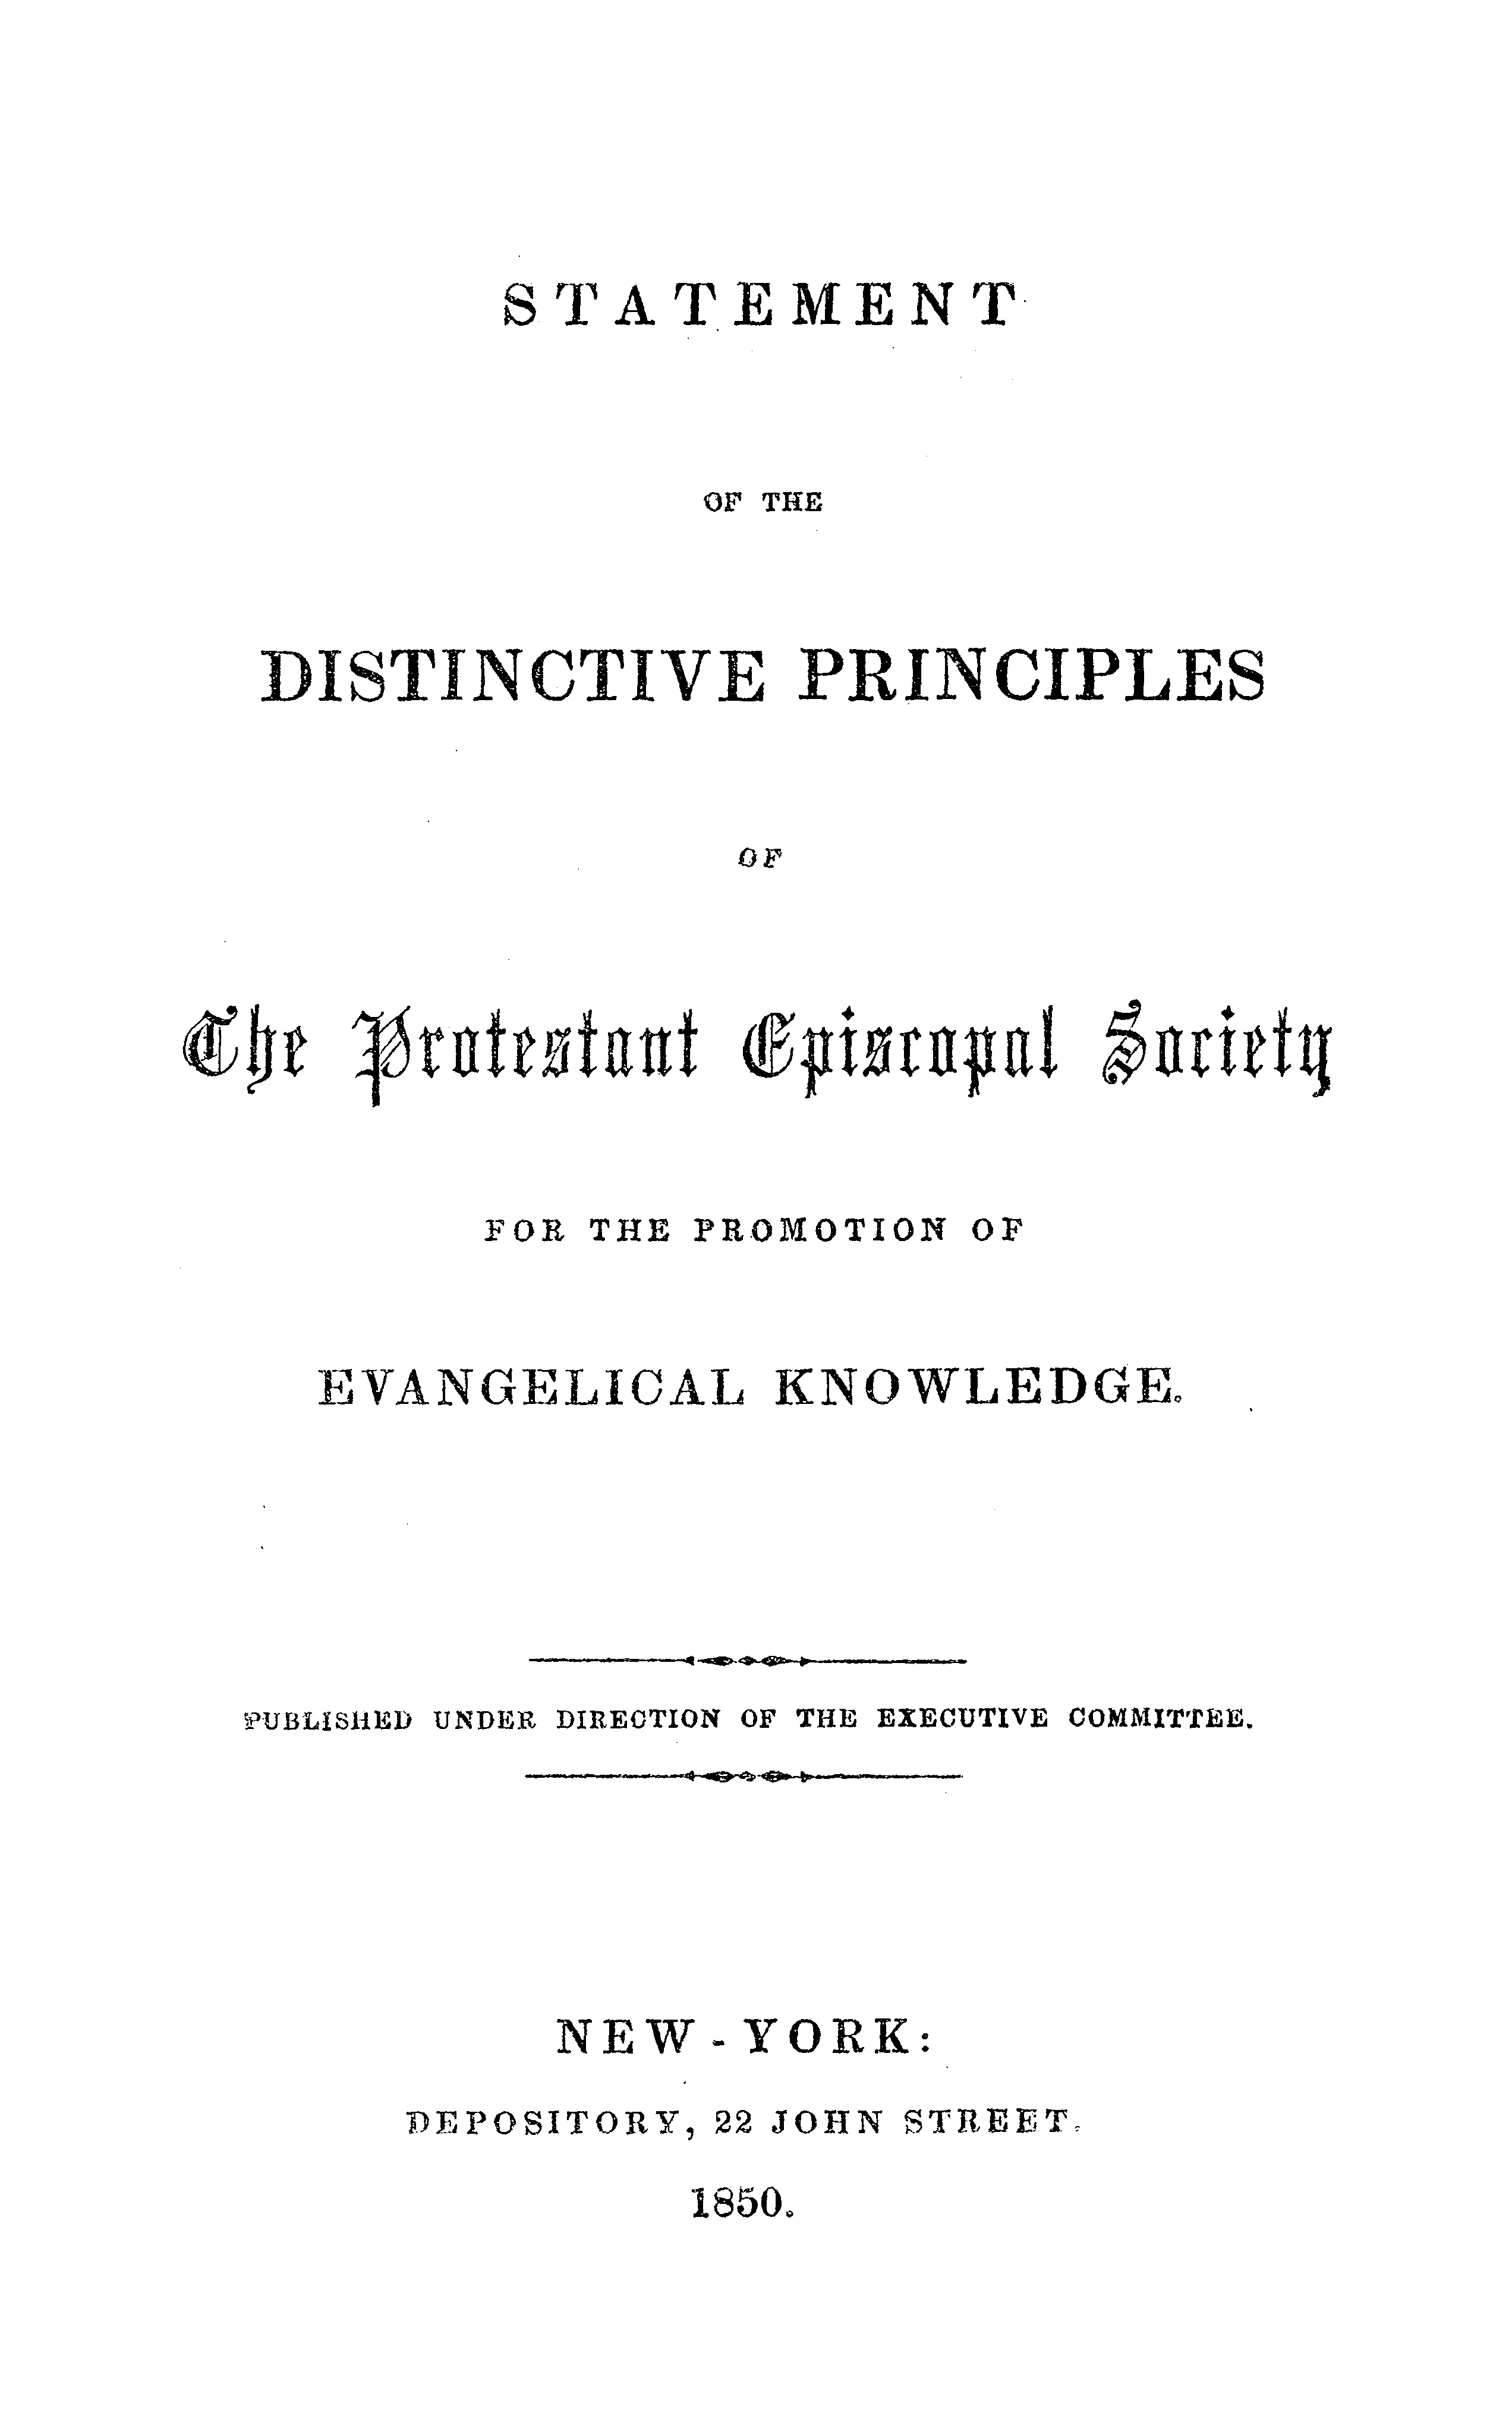 STATEMENT
OF THE
DISTINCTIVE PRINCIPLES
OF
The Protestant Episcopal Society
FOR THE PROMOTION OF
EVANGELICAL KNOWLEDGE.
PUBLISHED UNDER DIRECTION OF THE EXECUTIVE COMMITTEE.
NEW-YORK:
DEPOSITORY, 22 JOHN STREET.
1850.